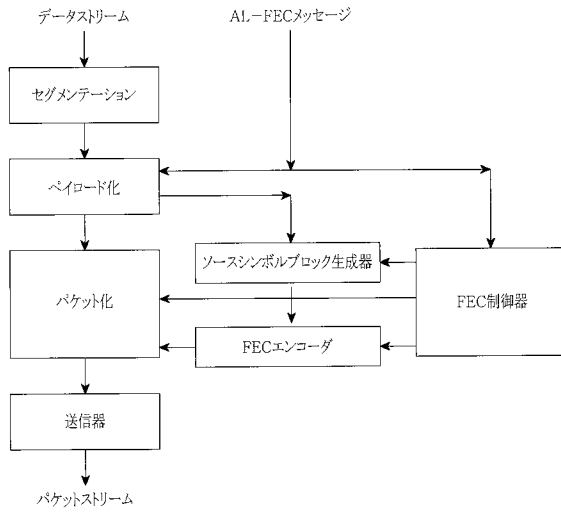 データストリーム
AL-FECメッセージ
セグメンテーション
ペイロード化
ソースシンボルブロック生成器
パケット化
FEC制御器
FECエンコーダ
送信器
パケットストリーム